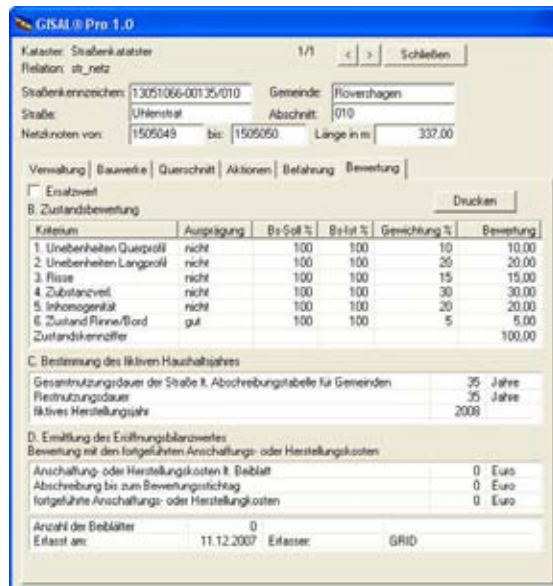 GISAL® Pro 1.0
Kataster: Straßenkatatster 1/1 < > Schließen
Relation: str_netz
Straßenkennzeichen: 13051066-00135/010 Gemeinde: Rövershagen
Straße: Uhlenstrat Abschnitt: 010
Netzknoten von: 1505049 bis: 1505050 Länge in m: 337,00
Verwaltung Bauwerke Querschnitt Aktionen Befahrung Bewertung
Ersatzwert Drucken
B. Zustandsbewertung
Kriterium Ausprägung Bs-Soll % Bs-Ist % Gewichtung % Bewertung
1. Unebenheiten Querprofil nicht 100 100 10 10,00
2. Unebenheiten Langprofil nicht 100 100 20 20,00
3. Risse nicht 100 100 15 15,00
4. Zubstanzverl. nicht 100 100 30 30,00
5. Inhomogenität nicht 100 100 20 20,00
6. Zustand Rinne/Bord gut 100 100 5 5,00
Zustandskennziffer 100,00
C. Bestimmung des fiktiven Haushaltsjahres
Gesamtnutzungsdauer der Straße lt. Abschreibungstabelle für Gemeinden 35 Jahre
Restnutzungsdauer 35 Jahre
fiktives Herstellungsjahr 2008
D. Ermittlung des Eröffnungsbilanzwertes
Bewertung mit den fortgeführten Anschaffungs- oder Herstellungskosten
Anschaffung- oder Herstellungskosten lt. Beiblatt 0 Euro
Abschreibung bis zum Bewertungsstichtag 0 Euro
fortgeführte Anschaffungs- oder Herstellungkosten 0 Euro
Anzahl der Beiblätter 0
Erfasst am: 11.12.2007 Erfasser: GRID